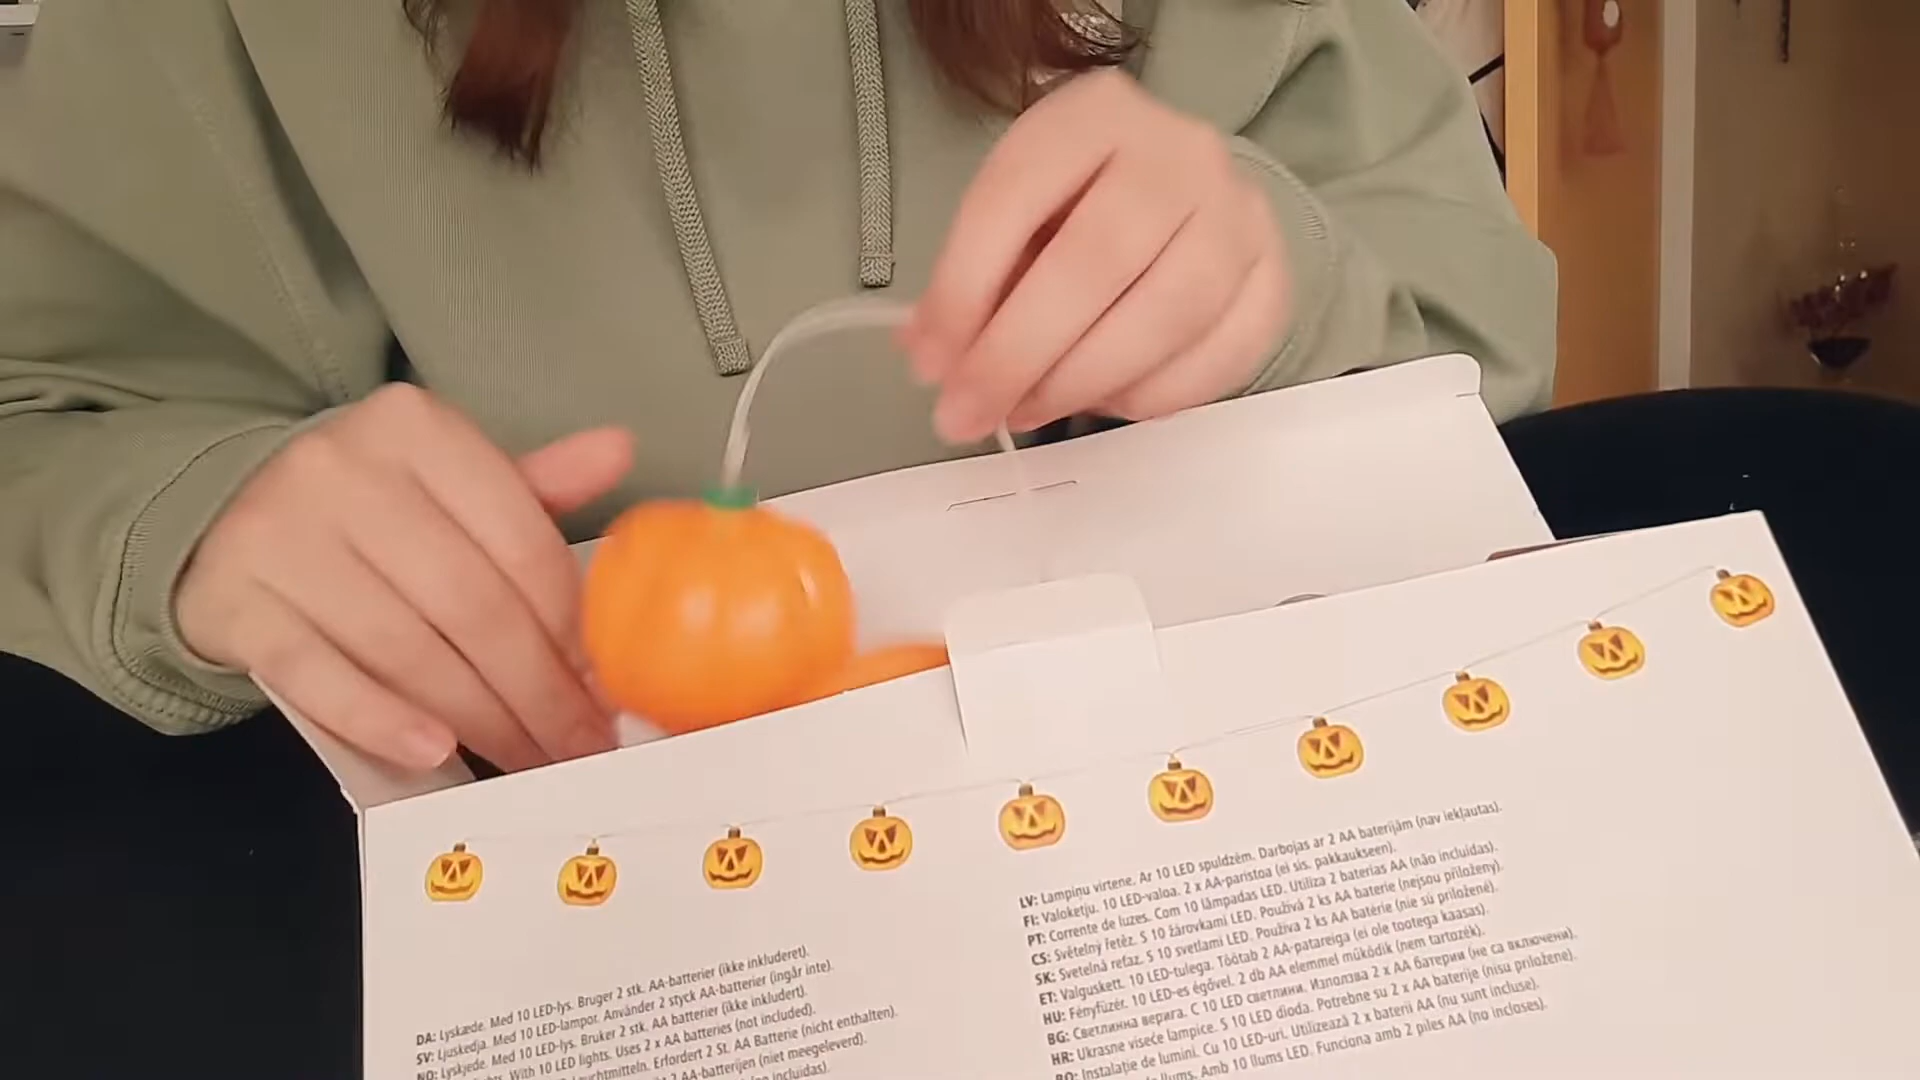 DA: Lyskæde. Med 10 LED-lys. Bruger 2 stk. AA-batterier (ikke inkluderet).
SV: Ljuskedja. Med 10 LED-lampor. Använder 2 styck AA-batterier (ingår inte).
NO: Lyskjede. Med 10 LED-lys. Bruker 2 stk. AA batterier (ikke inkludert).
With 10 LED lights. Uses 2 x AA batteries (not included).
Erfordert 2 St. AA Batterie (nicht enthalten).
2 AA-batterijen (niet meegeleverd).
LV: Lampiņu virtene. Ar 10 LED spuldzēm. Darbojas ar 2 AA baterijām (nav iekļautas).
FI: Valoketju. 10 LED-valoa. 2 x AA-paristoa (ei sis. pakkaukseen).
PT: Corrente de luzes. Com 10 lâmpadas LED. Utiliza 2 baterias AA (não incluídas).
CS: Světelný řetěz. S 10 žárovkami LED. Používá 2 ks AA baterie (nejsou přiloženy).
SK: Svetelná reťaz. S 10 svetlami LED. Používa 2 ks AA batérie (nie sú priložené).
ET: Valguskett. 10 LED-tulega. Töötab 2 AA-patareiga (ei ole tootega kaasas).
HU: Fényfüzér. 10 LED-es égővel. 2 db AA elemmel működik (nem tartozék).
BG: Светлинна верига. С 10 LED светлини. Използва 2 x AA батерии (не са включени).
HR: Ukrasne viseće lampice. S 10 LED dioda. Potrebne su 2 x AA baterije (nisu priložene).
RO: Instalație de lumini. Cu 10 LED-uri. Utilizează 2 x baterii AA (nu sunt incluse).
llums. Amb 10 llums LED. Funciona amb 2 piles AA (no incloses).